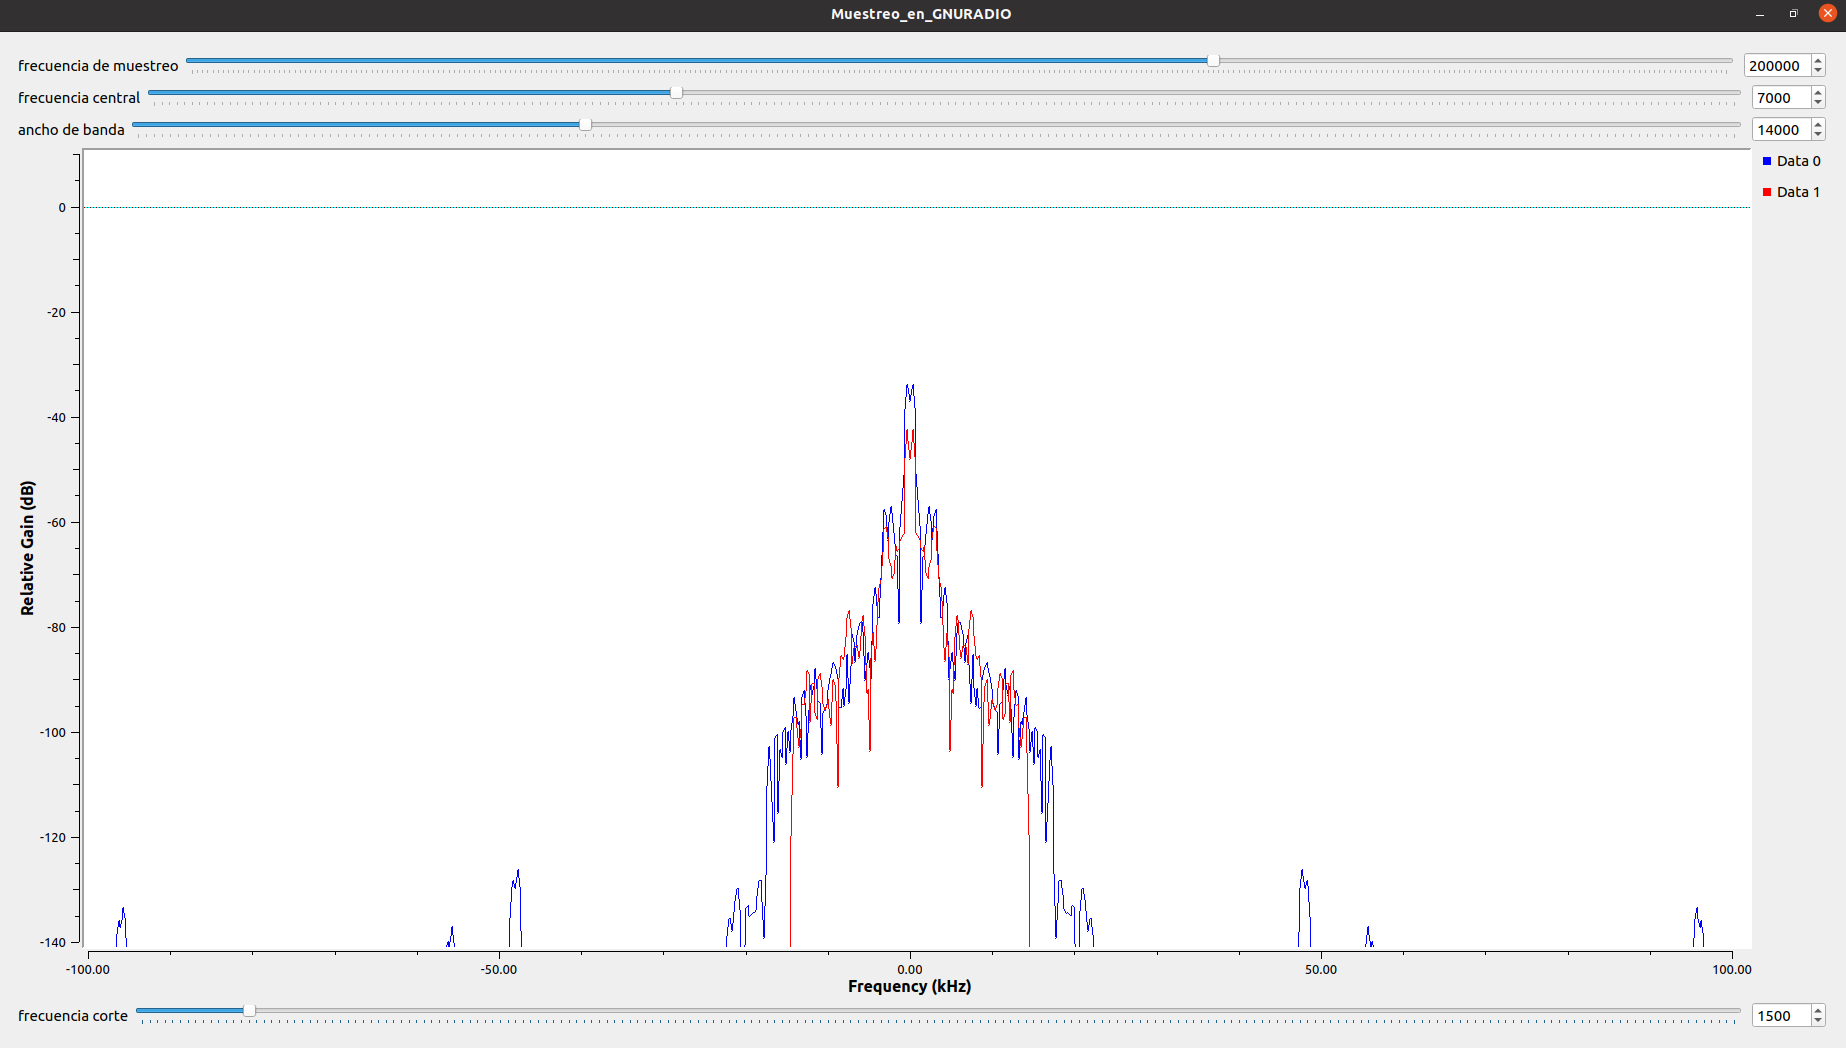 Muestreo_en_GNURADIO
frecuencia de muestreo 200000
frecuencia central 7000
ancho de banda 14000
Data 0
Data 1
0
-20
-40
-60
-80
-100
-120
-140
Relative Gain (dB)
-100.00 -50.00 0.00 50.00 100.00
Frequency (kHz)
frecuencia corte 1500